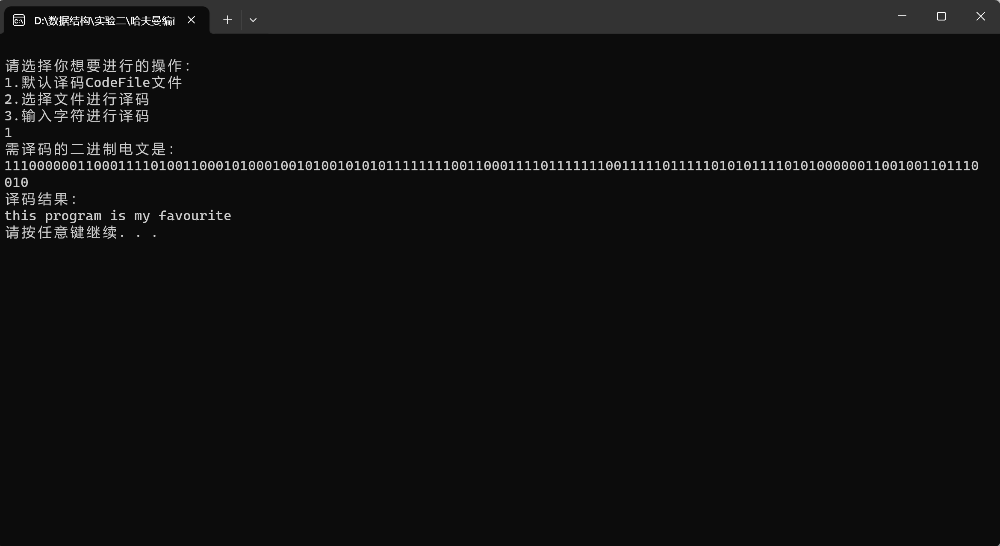 D:\数据结构\实验二\哈夫曼编
请选择你想要进行的操作：
1.默认译码CodeFile文件
2.选择文件进行译码
3.输入字符进行译码
1
需译码的二进制电文是：
111000000110001111010011000101000100101001010101111111100110001111011111110011111011111010101111010100000011001001101110
010
译码结果：
this program is my favourite
请按任意键继续. . .